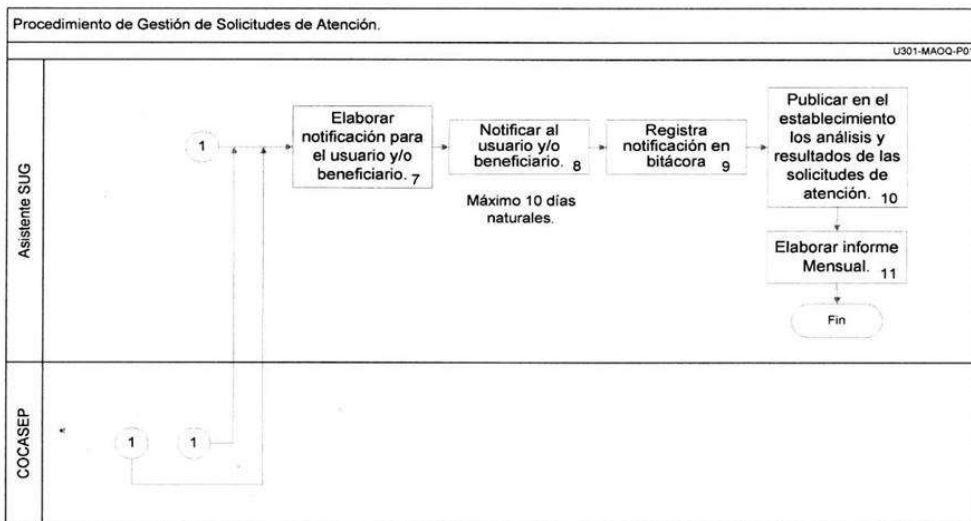 Procedimiento de Gestión de Solicitudes de Atención.
U301-MAOQ-P01
Asistente SUG
1
Elaborar
notificación para
el usuario y/o
beneficiario. 7
Notificar al
usuario y/o
beneficiario. 8
Máximo 10 días
naturales.
Registra
notificación en
bitácora 9
Publicar en el
establecimiento
los análisis y
resultados de las
solicitudes de
atención. 10
Elaborar informe
Mensual. 11
Fin
COCASEP
1
1